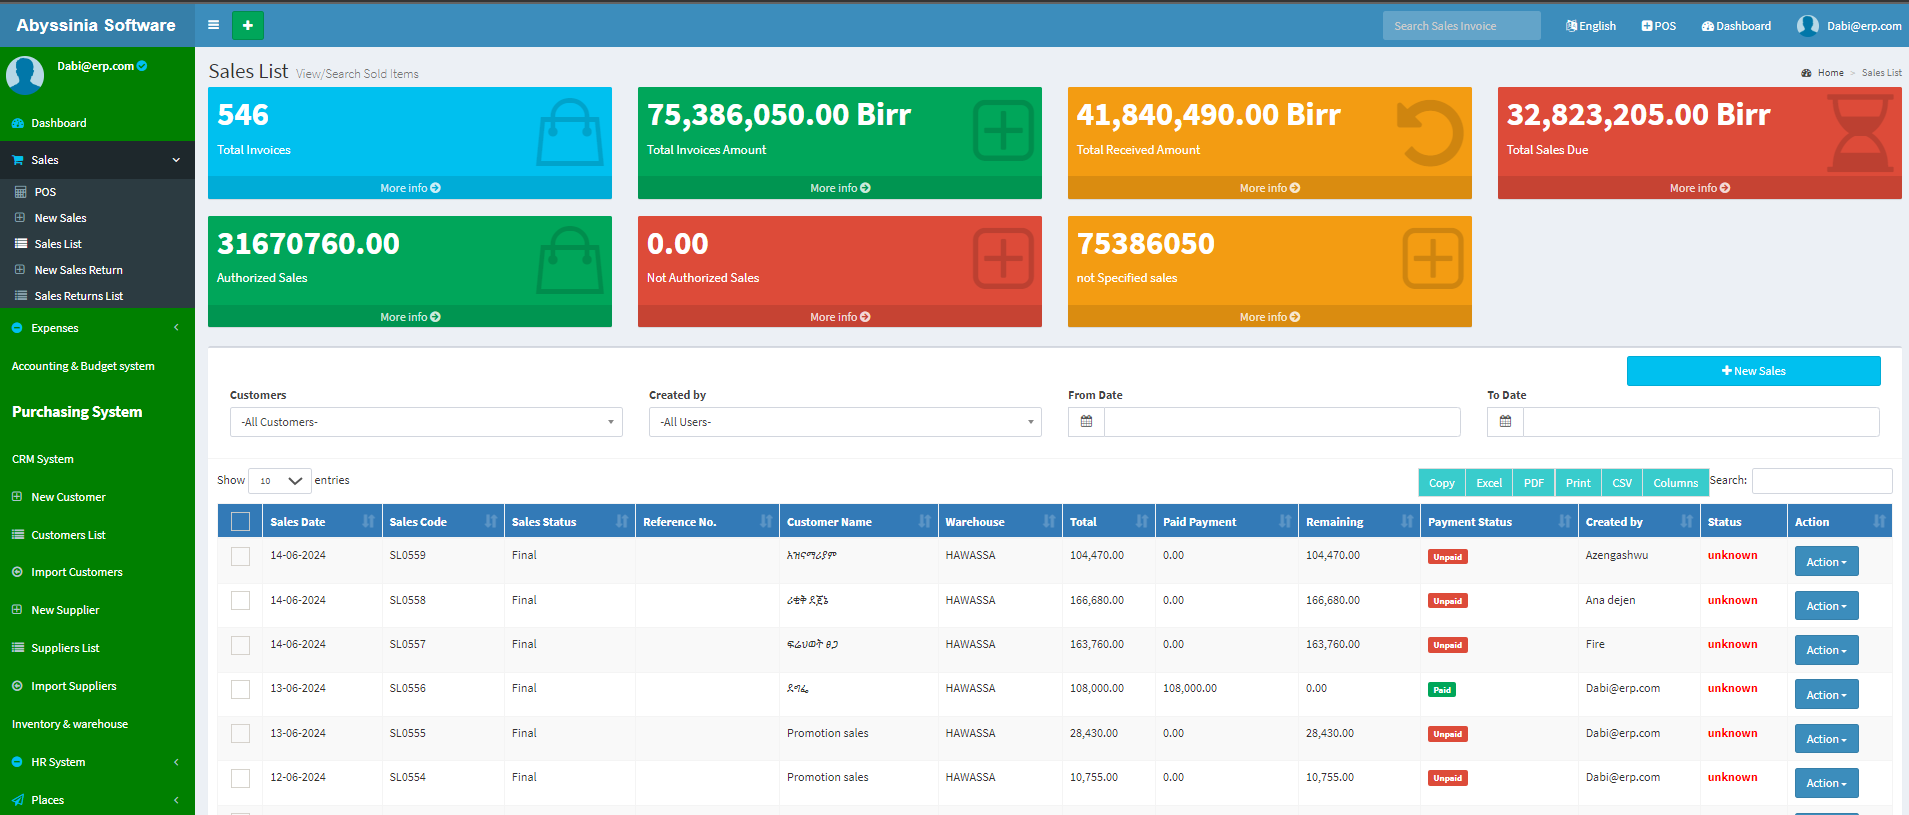 Abyssinia Software
Search Sales Invoice
English
POS
Dashboard
Dabi@erp.com
Dabi@erp.com
Dashboard
Sales
POS
New Sales
Sales List
New Sales Return
Sales Returns List
Expenses
Accounting & Budget system
Purchasing System
CRM System
New Customer
Customers List
Import Customers
New Supplier
Suppliers List
Import Suppliers
Inventory & warehouse
HR System
Places
Sales List View/Search Sold Items
Home > Sales List
546
Total Invoices
More info
75,386,050.00 Birr
Total Invoices Amount
More info
41,840,490.00 Birr
Total Received Amount
More info
32,823,205.00 Birr
Total Sales Due
More info
31670760.00
Authorized Sales
More info
0.00
Not Authorized Sales
More info
75386050
not Specified sales
More info
New Sales
Customers Created by From Date To Date
-All Customers- -All Users-
Show 10 entries
Copy Excel PDF Print CSV Columns Search:
Sales Date Sales Code Sales Status Reference No. Customer Name Warehouse Total Paid Payment Remaining Payment Status Created by Status Action
14-06-2024 SL0559 Final እዝናማሪያም HAWASSA 104,470.00 0.00 104,470.00 Unpaid Azengashwu unknown Action
14-06-2024 SL0558 Final HAWASSA 166,680.00 0.00 166,680.00 Unpaid Ana dejen unknown Action
14-06-2024 SL0557 Final ፍሬህወት ፀጋ HAWASSA 163,760.00 0.00 163,760.00 Unpaid Fire unknown Action
13-06-2024 SL0556 Final ደግፌ HAWASSA 108,000.00 108,000.00 0.00 Paid Dabi@erp.com unknown Action
13-06-2024 SL0555 Final Promotion sales HAWASSA 28,430.00 0.00 28,430.00 Unpaid Dabi@erp.com unknown Action
12-06-2024 SL0554 Final Promotion sales HAWASSA 10,755.00 0.00 10,755.00 Unpaid Dabi@erp.com unknown Action